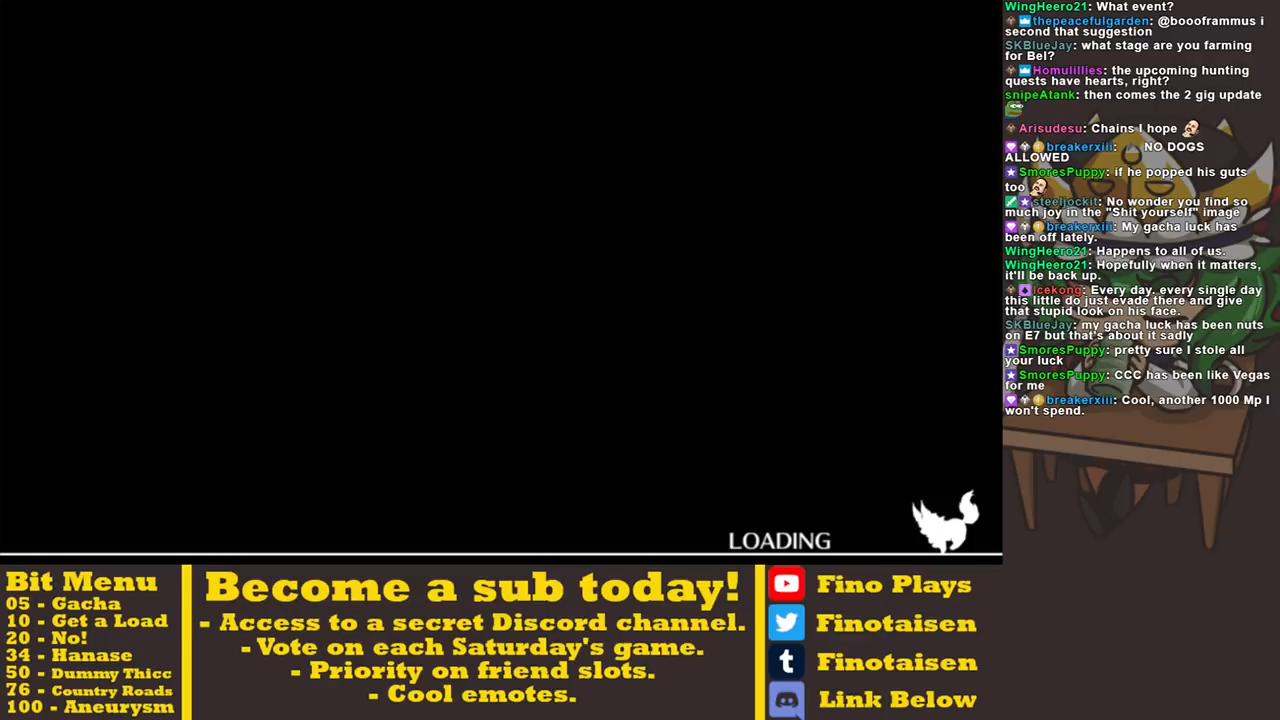 LOADING
WingHeero21: What event?
thepeacefulgarden: @boooframmus i
second that suggestion
SKBlueJay: what stage are you farming
for Bel?
Homulillies: the upcoming hunting
quests have hearts, right?
snipeAtank: then comes the 2 gig update
Arisudesu: Chains I hope
breakerxiii: NO DOGS
ALLOWED
SmoresPuppy: if he popped his guts
too
steeljockit: No wonder you find so
much joy in the "Shit yourself" image
breakerxiii: My gacha luck has
been off lately.
WingHeero21: Happens to all of us.
WingHeero21: Hopefully when it matters,
it'll be back up.
Icekong: Every day, every single day
this little do just evade there and give
that stupid look on his face.
SKBlueJay: my gacha luck has been nuts
on E7 but that's about it sadly
SmoresPuppy: pretty sure I stole all
your luck
SmoresPuppy: CCC has been like Vegas
for me
breakerxiii: Cool, another 1000 Mp I
won't spend.
Bit Menu
05 - Gacha
10 - Get a Load
20 - No!
34 - Hanase
50 - Dummy Thicc
76 - Country Roads
100 - Aneurysm
Become a sub today!
- Access to a secret Discord channel.
- Vote on each Saturday's game.
- Priority on friend slots.
- Cool emotes.
Fino Plays
Finotaisen
Finotaisen
Link Below